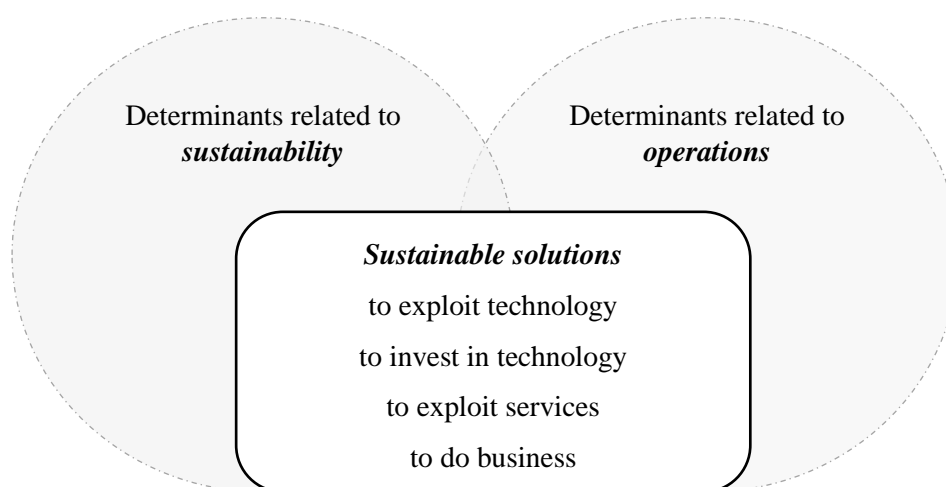 Determinants related to
sustainability
Determinants related to
operations
Sustainable solutions
to exploit technology
to invest in technology
to exploit services
to do business